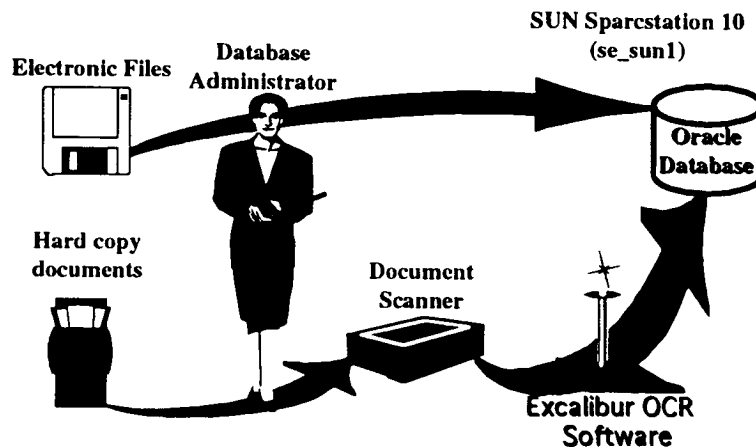 SUN Sparcstation 10
(se_sun1)
Database
Administrator
Electronic Files
Oracle
Database
Hard copy
documents
Document
Scanner
Excalibur OCR
Software